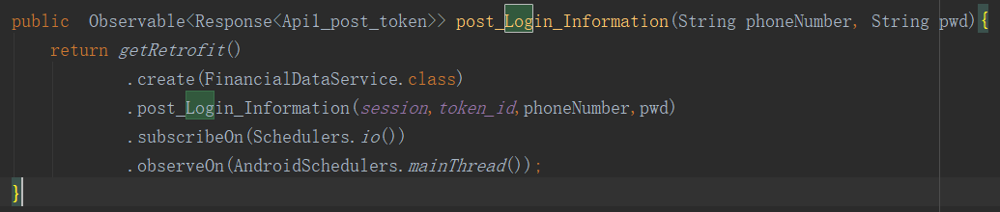 public  Observable<Response<Api1_post_token>> post_Login_Information(String phoneNumber, String pwd){
    return getRetrofit()
            .create(FinancialDataService.class)
            .post_Login_Information(session,token_id,phoneNumber,pwd)
            .subscribeOn(Schedulers.io())
            .observeOn(AndroidSchedulers.mainThread());
}